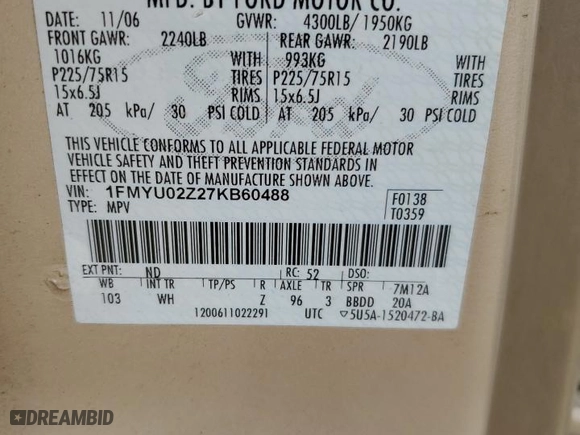 MFD. BY FORD MOTOR CO.
DATE: 11/06 GVWR: 4300LB/ 1950KG
FRONT GAWR: 2240LB REAR GAWR: 2190LB
1016KG WITH 993KG WITH
P225/75R15 TIRES P225/75R15 TIRES
15x6.5J RIMS 15x6.5J RIMS
AT 205 kPa/ 30 PSI COLD AT 205 kPa/ 30 PSI COLD
Ford
THIS VEHICLE CONFORMS TO ALL APPLICABLE FEDERAL MOTOR
VEHICLE SAFETY AND THEFT PREVENTION STANDARDS IN
EFFECT ON THE DATE OF MANUFACTURE SHOWN ABOVE.
VIN: 1FMYU02Z27KB60488 F0138
TYPE: MPV T0359
EXT PNT: ND RC: 52 DSO:
WB INT TR TP/PS R AXLE TR SPR 7M12A
103 WH Z 96 3 BBDD 20A
1200611022291 UTC ▽5U5A-1520472-BA
DREAMBID